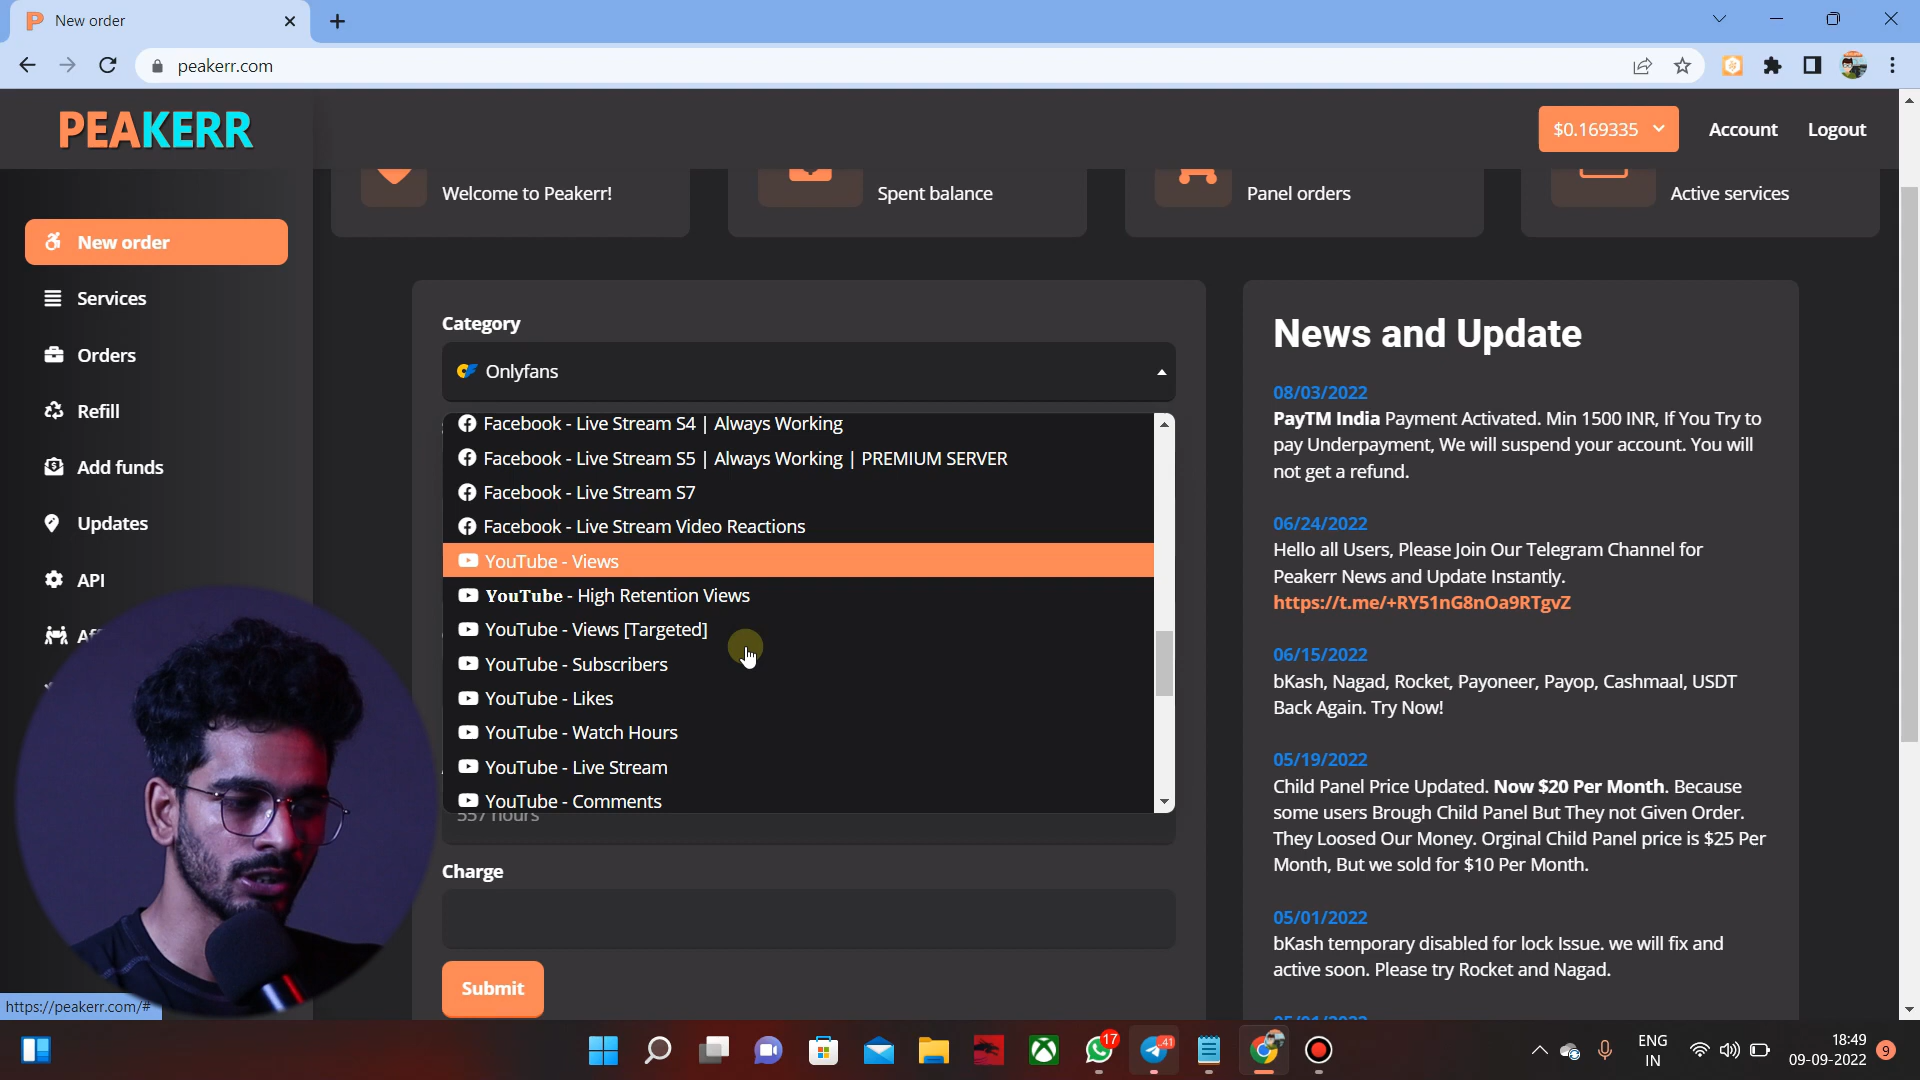 New order
peakerr.com
PEAKERR
$0.169335
Account
Logout
Welcome to Peakerr!
Spent balance
Panel orders
Active services
New order
Services
Orders
Refill
Add funds
Updates
API
Category
Onlyfans
Facebook - Live Stream S4 | Always Working
Facebook - Live Stream S5 | Always Working | PREMIUM SERVER
Facebook - Live Stream S7
Facebook - Live Stream Video Reactions
YouTube - Views
YouTube - High Retention Views
YouTube - Views [Targeted]
YouTube - Subscribers
YouTube - Likes
YouTube - Watch Hours
YouTube - Live Stream
YouTube - Comments
557 hours
Charge
Submit
News and Update
08/03/2022
PayTM India Payment Activated. Min 1500 INR, If You Try to
pay Underpayment, We will suspend your account. You will
not get a refund.
06/24/2022
Hello all Users, Please Join Our Telegram Channel for
Peakerr News and Update Instantly.
https://t.me/+RY51nG8nOa9RTgvZ
06/15/2022
bKash, Nagad, Rocket, Payoneer, Payop, Cashmaal, USDT
Back Again. Try Now!
05/19/2022
Child Panel Price Updated. Now $20 Per Month. Because
some users Brough Child Panel But They not Given Order.
They Loosed Our Money. Orginal Child Panel price is $25 Per
Month, But we sold for $10 Per Month.
05/01/2022
bKash temporary disabled for lock Issue. we will fix and
active soon. Please try Rocket and Nagad.
https://peakerr.com/#
17
41
ENG
IN
18:49
09-09-2022
9